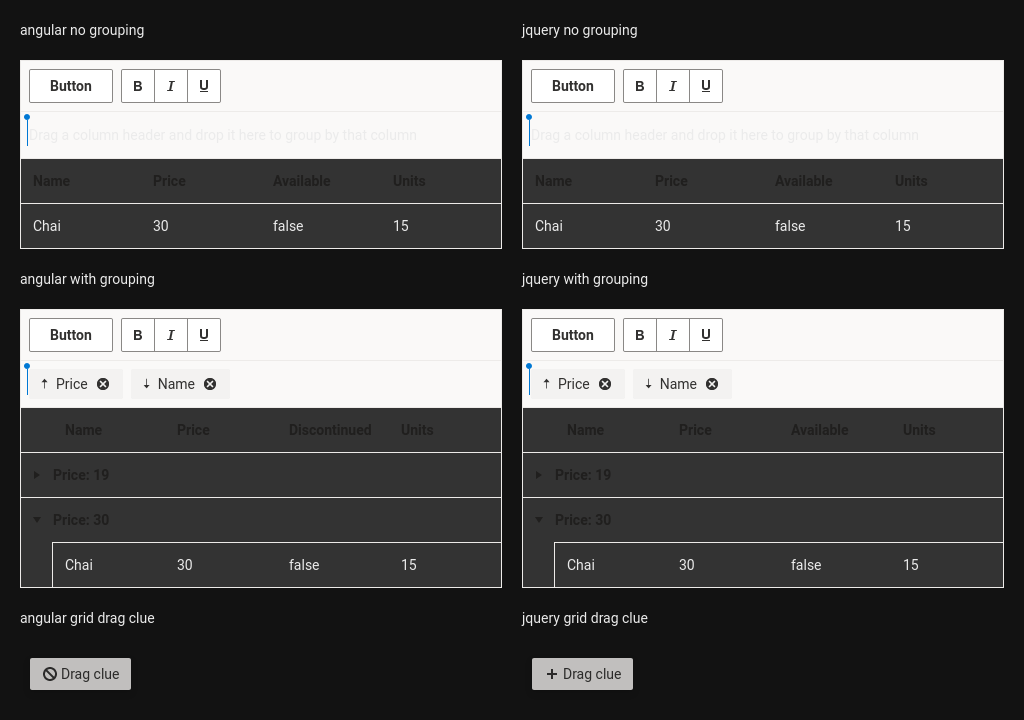 angular no grouping
Button B I U
Drag a column header and drop it here to group by that column
Name Price Available Units
Chai 30 false 15
jquery no grouping
Button B I U
Drag a column header and drop it here to group by that column
Name Price Available Units
Chai 30 false 15
angular with grouping
Button B I U
Price Name
Name Price Discontinued Units
Price: 19
Price: 30
Chai 30 false 15
jquery with grouping
Button B I U
Price Name
Name Price Available Units
Price: 19
Price: 30
Chai 30 false 15
angular grid drag clue
Drag clue
jquery grid drag clue
Drag clue